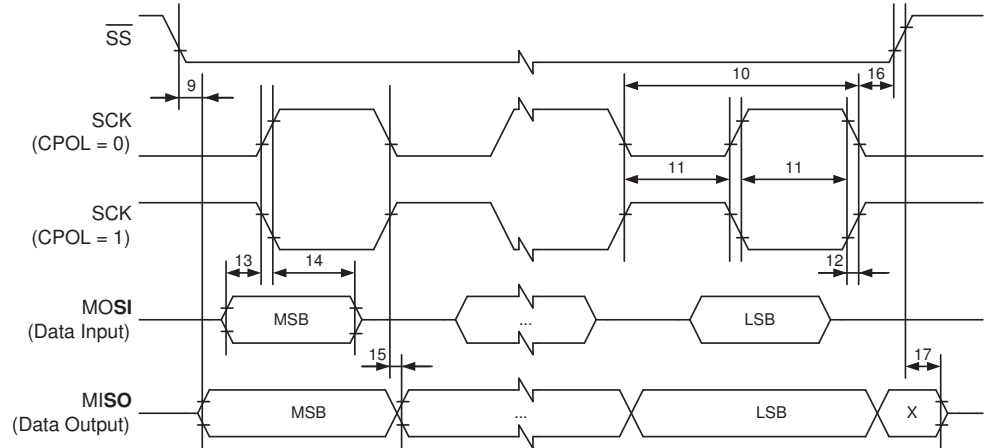 SS
10
16
9
SCK
(CPOL = 0)
11
11
SCK
(CPOL = 1)
13
14
12
MOSI
(Data Input)
MSB
...
LSB
15
17
MISO
(Data Output)
MSB
...
LSB
X